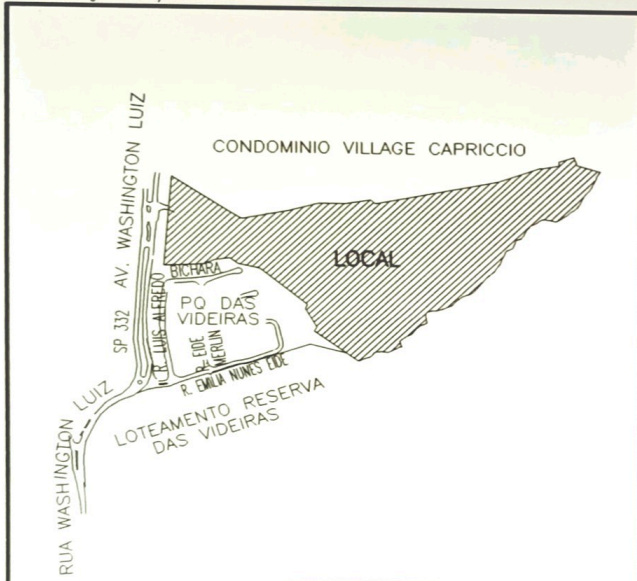 CONDOMINIO VILLAGE CAPRICCIO
SP 332 AV. WASHINGTON LUIZ
LOCAL
R. LUIS ALFREDO
BICHARA
PQ DAS
VIDEIRAS
R. EIDE
MERLIN
R. EMILIA NUNES EIDE
LOTEAMENTO RESERVA
DAS VIDEIRAS
RUA WASHINGTON LUIZ